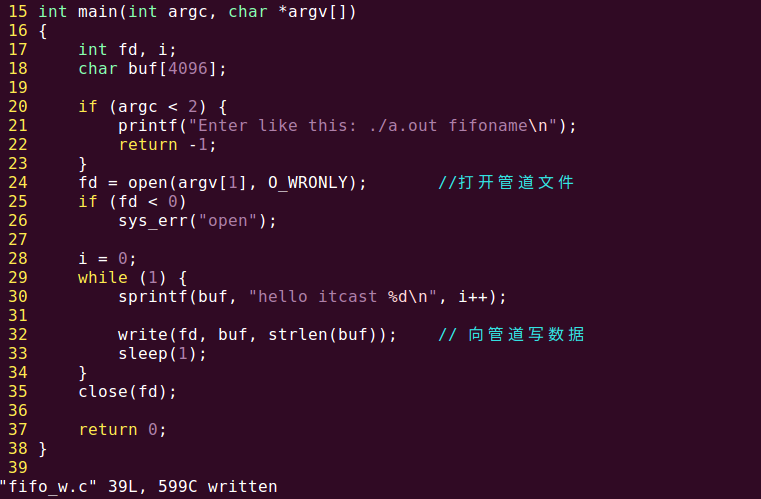 15 int main(int argc, char *argv[])
16 {
17     int fd, i;
18     char buf[4096];
19
20     if (argc < 2) {
21         printf("Enter like this: ./a.out fifoname\n");
22         return -1;
23     }
24     fd = open(argv[1], O_WRONLY);       //打开管道文件
25     if (fd < 0)
26         sys_err("open");
27
28     i = 0;
29     while (1) {
30         sprintf(buf, "hello itcast %d\n", i++);
31
32         write(fd, buf, strlen(buf));    // 向管道写数据
33         sleep(1);
34     }
35     close(fd);
36
37     return 0;
38 }
39
"fifo_w.c" 39L, 599C written